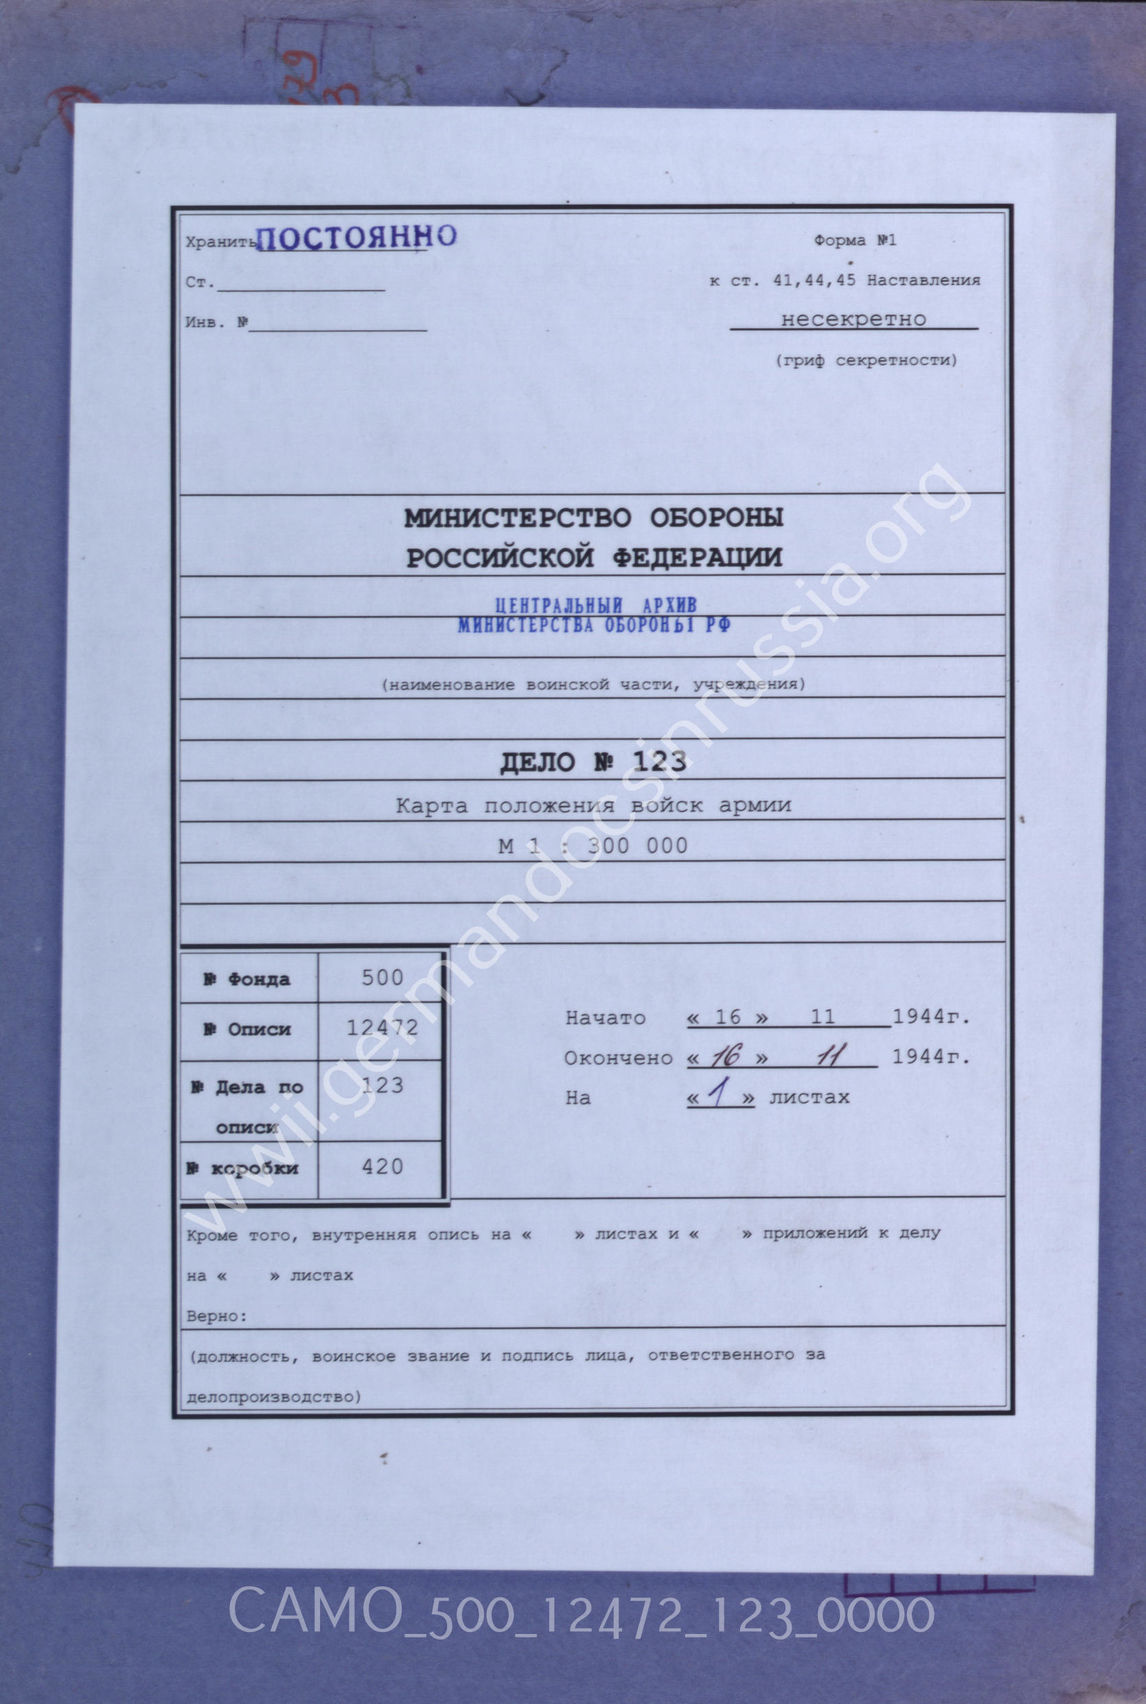 Хранить ПОСТОЯННО
Форма №1
Ст.
к ст. 41,44,45 Наставления
Инв. №
несекретно
(гриф секретности)
МИНИСТЕРСТВО ОБОРОНЫ
РОССИЙСКОЙ ФЕДЕРАЦИИ
ЦЕНТРАЛЬНЫЙ АРХИВ
МИНИСТЕРСТВА ОБОРОНЫ РФ
(наименование воинской части, учреждения)
ДЕЛО № 123
Карта положения войск армии
М 1 : 300 000
№ Фонда 500
№ Описи 12472
№ Дела по 123
описи
№ коробки 420
Начато « 16 » 11 1944г.
Окончено « 16 » 11 1944г.
На « 1 » листах
Кроме того, внутренняя опись на « » листах и « » приложений к делу
на « » листах
Верно:
(должность, воинское звание и подпись лица, ответственного за
делопроизводство)
wwii.germandocsinrussia.org
CAMO_500_12472_123_0000